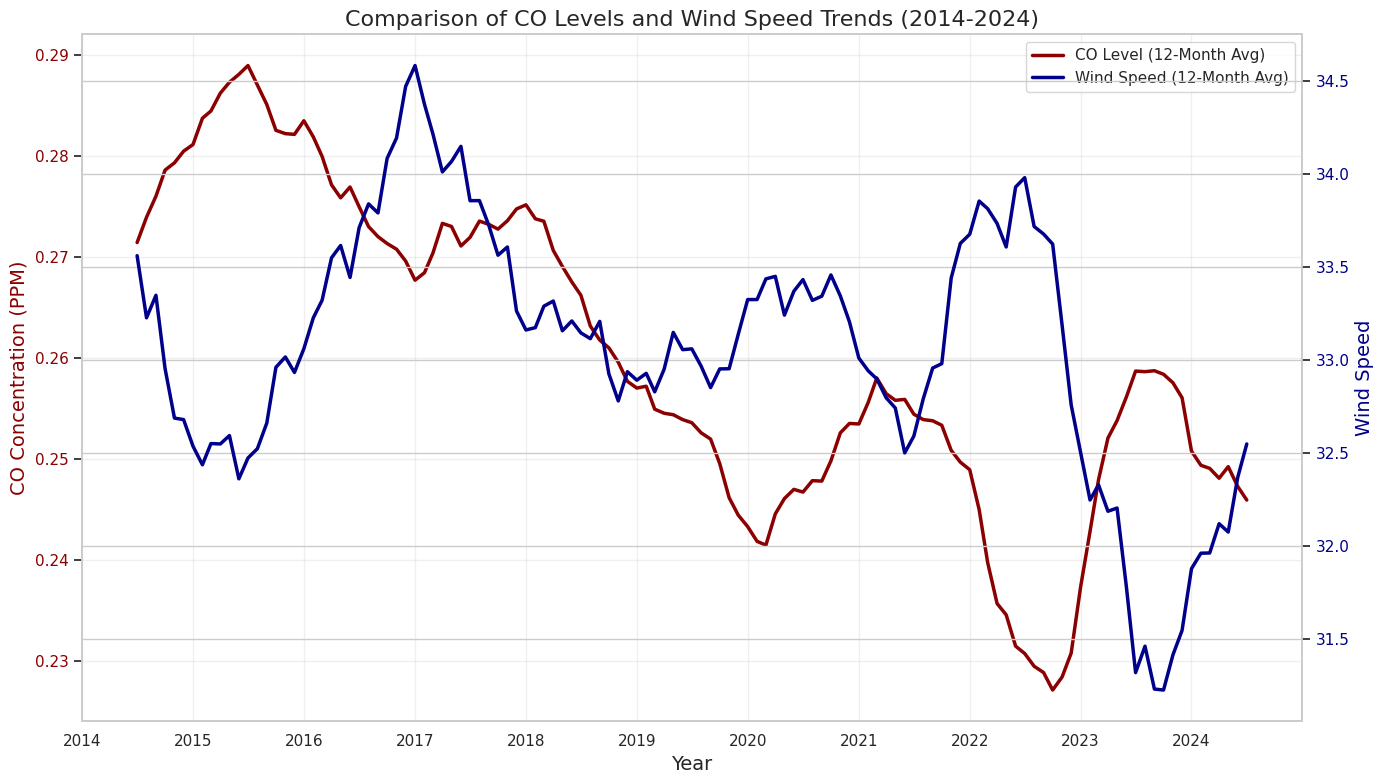 Comparison of CO Levels and Wind Speed Trends (2014-2024)
CO Level (12-Month Avg)
Wind Speed (12-Month Avg)
CO Concentration (PPM)
0.29
0.28
0.27
0.26
0.25
0.24
0.23
34.5
34.0
33.5
33.0
32.5
32.0
31.5
Wind Speed
2014 2015 2016 2017 2018 2019 2020 2021 2022 2023 2024
Year